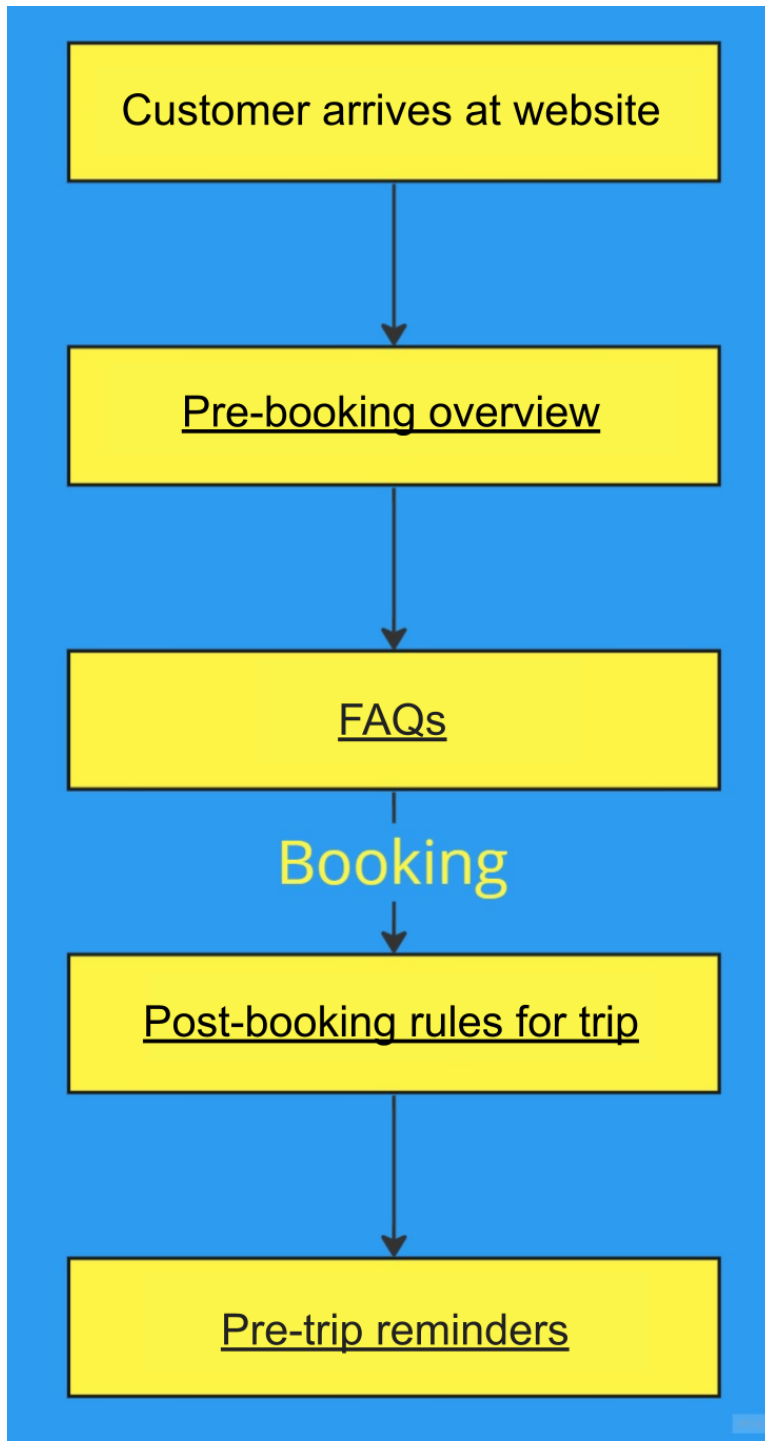 Customer arrives at website
Pre-booking overview
FAQs
Booking
Post-booking rules for trip
Pre-trip reminders